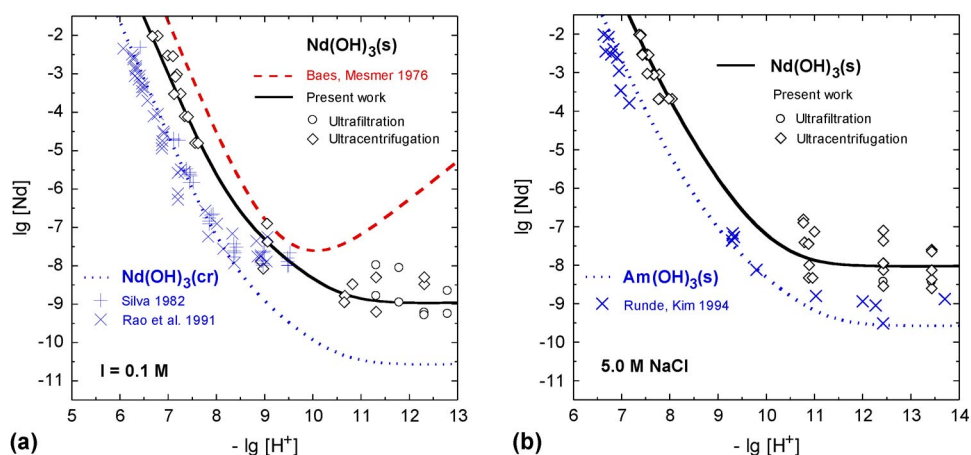 Nd(OH)3(s)
Baes, Mesmer 1976
Present work
Ultrafiltration
Ultracentrifugation
Nd(OH)3(cr)
Silva 1982
Rao et al. 1991
I = 0.1 M
lg [Nd]
-2
-3
-4
-5
-6
-7
-8
-9
-10
-11
5 6 7 8 9 10 11 12 13
- lg [H+]
(a)
Nd(OH)3(s)
Present work
Ultrafiltration
Ultracentrifugation
Am(OH)3(s)
Runde, Kim 1994
5.0 M NaCl
lg [Nd]
-2
-3
-4
-5
-6
-7
-8
-9
-10
-11
6 7 8 9 10 11 12 13 14
- lg [H+]
(b)